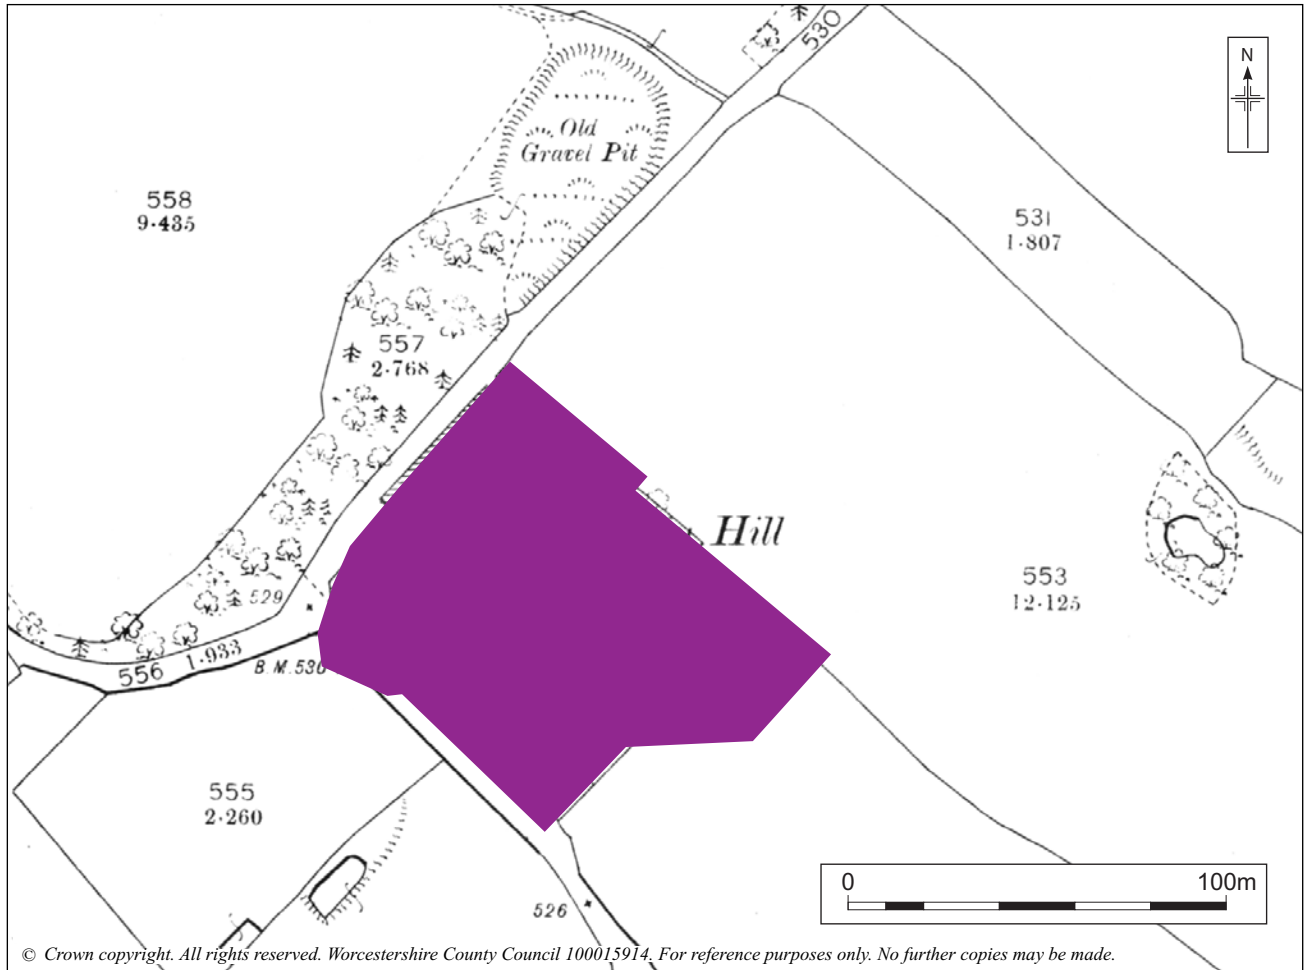 530
N
Old
Gravel Pit
558
9·435
531
1·807
557
2·768
Hill
553
12·125
529
556 1·933
B.M.530
555
2·260
526
0 100m
© Crown copyright. All rights reserved. Worcestershire County Council 100015914. For reference purposes only. No further copies may be made.